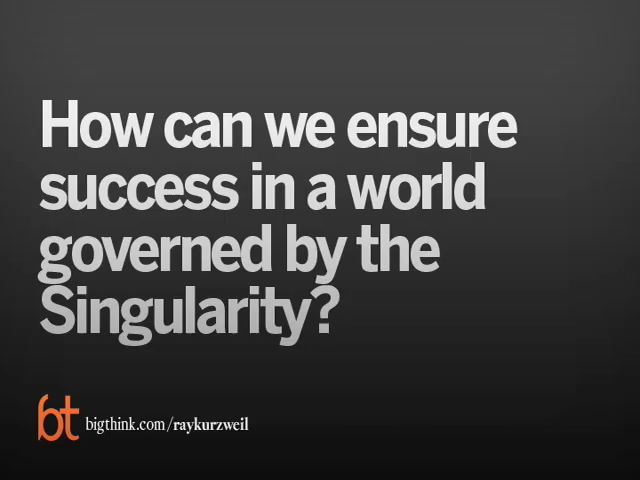 How can we ensure
success in a world
governed by the
Singularity?
bt bigthink.com/raykurzweil